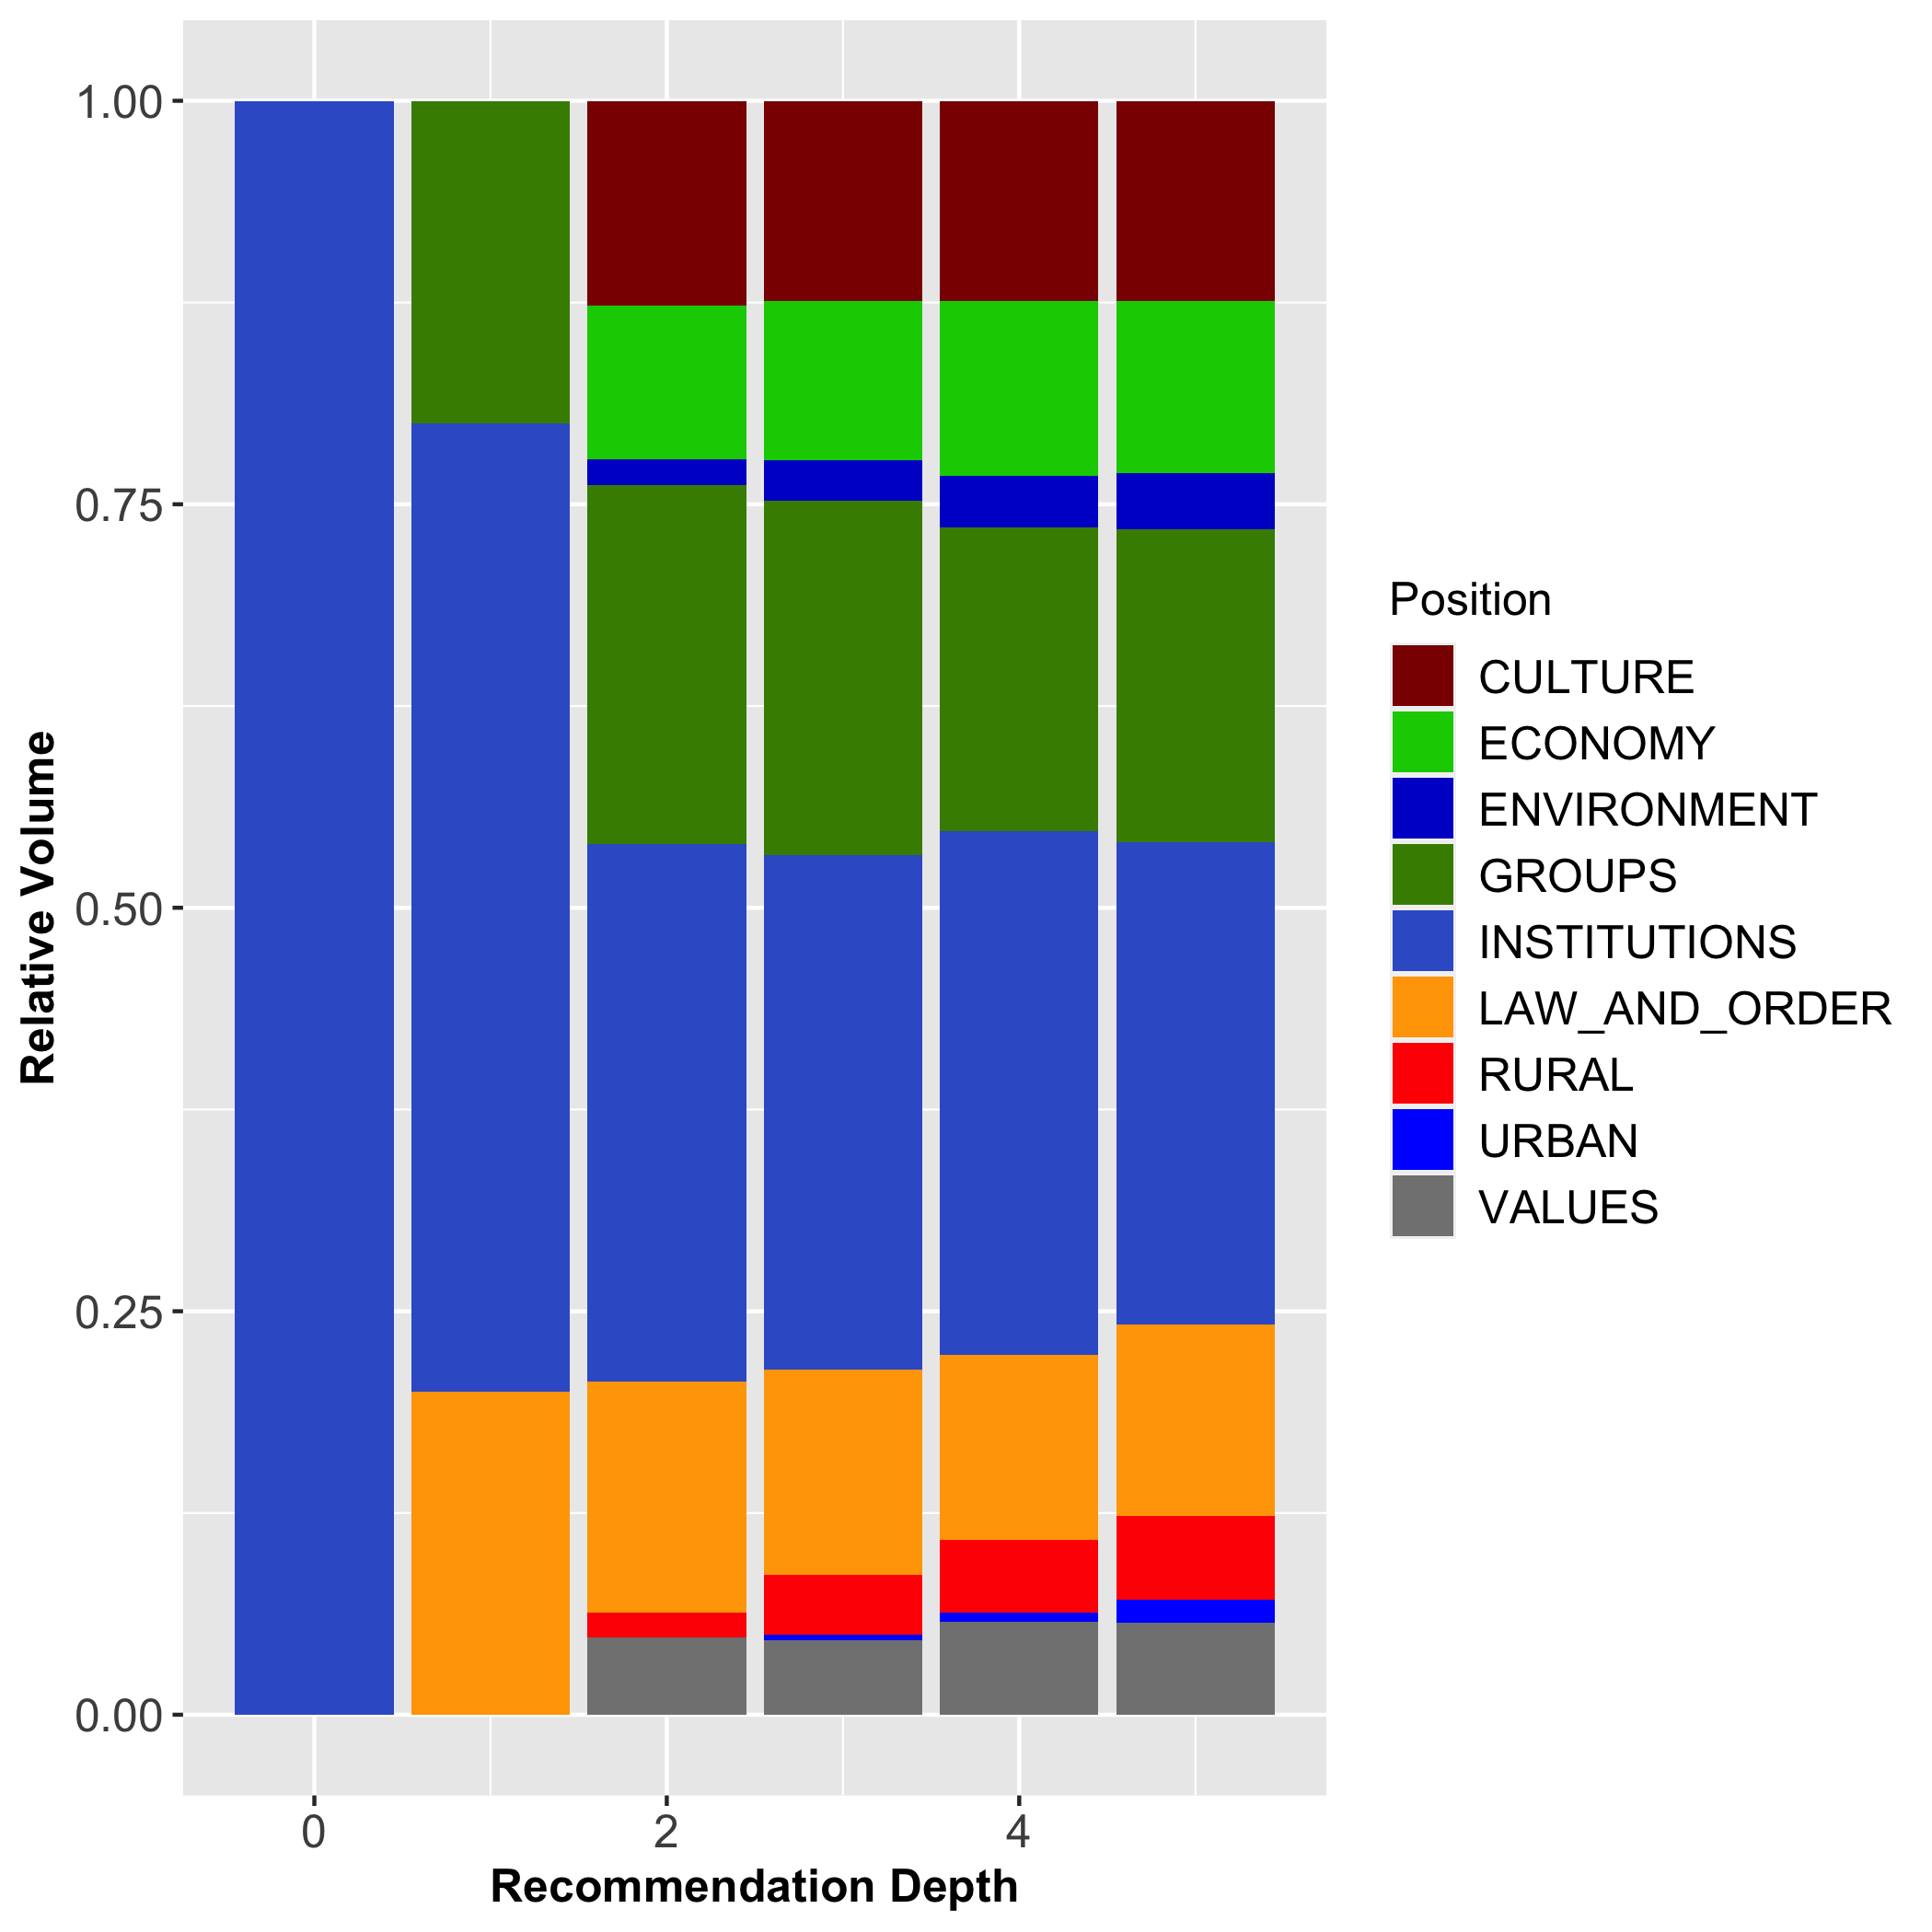 1.00
0.75
0.50
0.25
0.00
Relative Volume
0
2
4
Recommendation Depth
Position
CULTURE
ECONOMY
ENVIRONMENT
GROUPS
INSTITUTIONS
LAW_AND_ORDER
RURAL
URBAN
VALUES